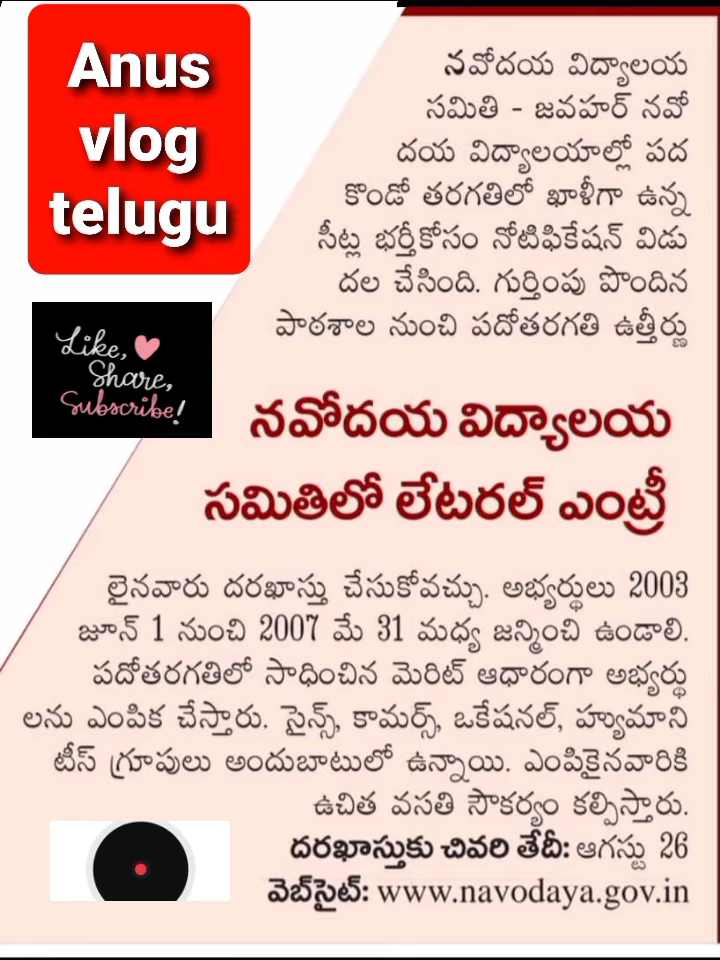 Anus
vlog
telugu
Like,
Share,
Subscribe!
నవోదయ విద్యాలయ
సమితి - జవహర్ నవో
దయ విద్యాలయాల్లో పద
కొండో తరగతిలో ఖాళీగా ఉన్న
సీట్ల భర్తీకోసం నోటిఫికేషన్ విడు
దల చేసింది. గుర్తింపు పొందిన
పాఠశాల నుంచి పదోతరగతి ఉత్తీర్ణు
నవోదయ విద్యాలయ
సమితిలో లేటరల్ ఎంట్రీ
లైనవారు దరఖాస్తు చేసుకోవచ్చు. అభ్యర్థులు 2003
జూన్ 1 నుంచి 2007 మే 31 మధ్య జన్మించి ఉండాలి.
పదోతరగతిలో సాధించిన మెరిట్ ఆధారంగా అభ్యర్థు
లను ఎంపిక చేస్తారు. సైన్స్, కామర్స్, ఒకేషనల్, హ్యుమాని
టీస్ గ్రూపులు అందుబాటులో ఉన్నాయి. ఎంపికైనవారికి
ఉచిత వసతి సౌకర్యం కల్పిస్తారు.
దరఖాస్తుకు చివరి తేదీ: ఆగస్టు 26
వెబ్‌సైట్: www.navodaya.gov.in